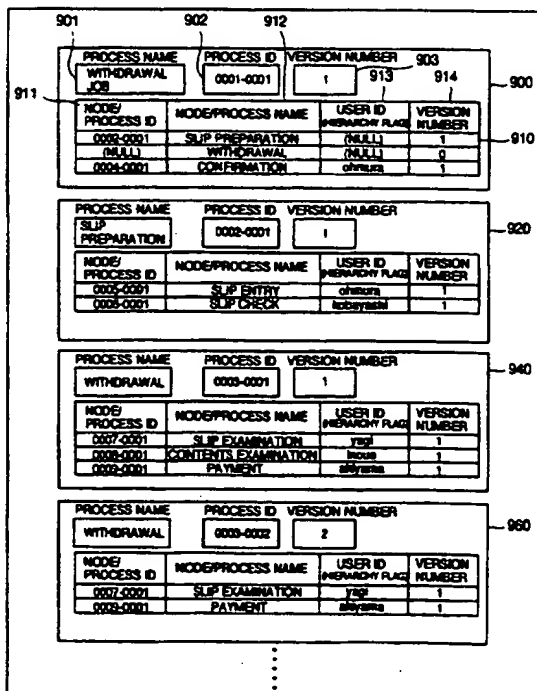 901 902 912
PROCESS NAME PROCESS ID VERSION NUMBER 903
WITHDRAWAL JOB 0001-0001 1 913 914 900
911
NODE/PROCESS ID NODE/PROCESS NAME USER ID (HIERARCHY FLAG) VERSION NUMBER
0002-0001 SLIP PREPARATION (NULL) 1 910
(NULL) WITHDRAWAL (NULL) 0
0004-0001 CONFIRMATION ohmura 1
PROCESS NAME PROCESS ID VERSION NUMBER
SLIP PREPARATION 0002-0001 1 920
NODE/PROCESS ID NODE/PROCESS NAME USER ID (HIERARCHY FLAG) VERSION NUMBER
0005-0001 SLIP ENTRY ohmura 1
0006-0001 SLIP CHECK kobayashi 1
PROCESS NAME PROCESS ID VERSION NUMBER
WITHDRAWAL 0003-0001 1 940
NODE/PROCESS ID NODE/PROCESS NAME USER ID (HIERARCHY FLAG) VERSION NUMBER
0007-0001 SLIP EXAMINATION yagi 1
0008-0001 CONTENTS EXAMINATION inoue 1
0009-0001 PAYMENT akiyama 1
PROCESS NAME PROCESS ID VERSION NUMBER
WITHDRAWAL 0003-0002 2 960
NODE/PROCESS ID NODE/PROCESS NAME USER ID (HIERARCHY FLAG) VERSION NUMBER
0007-0001 SLIP EXAMINATION yagi 1
0009-0001 PAYMENT akiyama 1